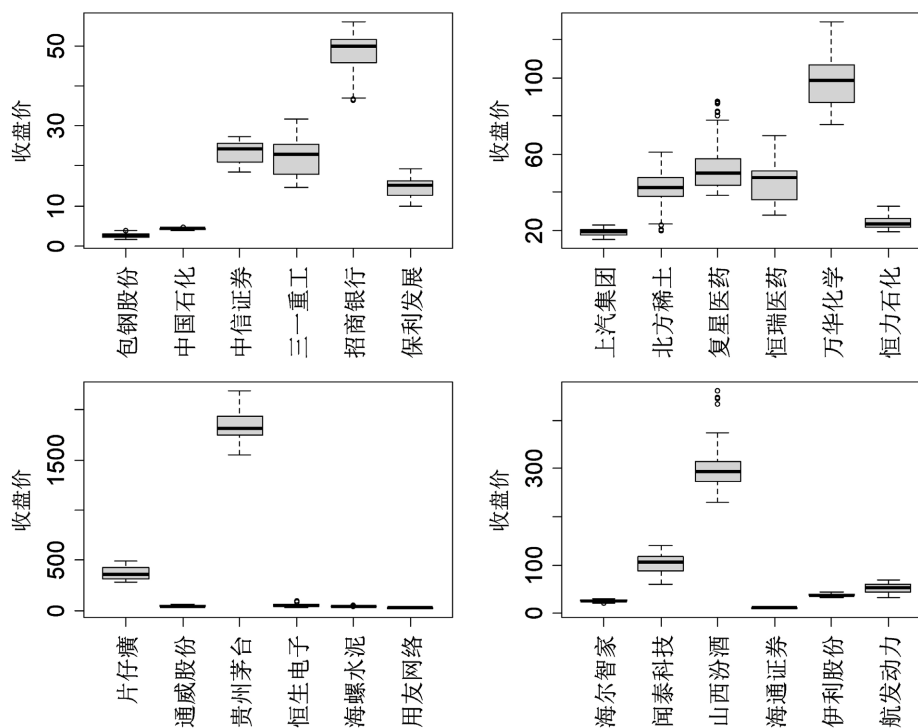 收盘价
50
30
10
0
包钢股份
中国石化
中信证券
三一重工
招商银行
保利发展
收盘价
100
60
20
上汽集团
北方稀土
复星医药
恒瑞医药
万华化学
恒力石化
收盘价
1500
500
0
片仔癀
通威股份
贵州茅台
恒生电子
海螺水泥
用友网络
收盘价
300
100
0
海尔智家
闻泰科技
山西汾酒
海通证券
伊利股份
航发动力